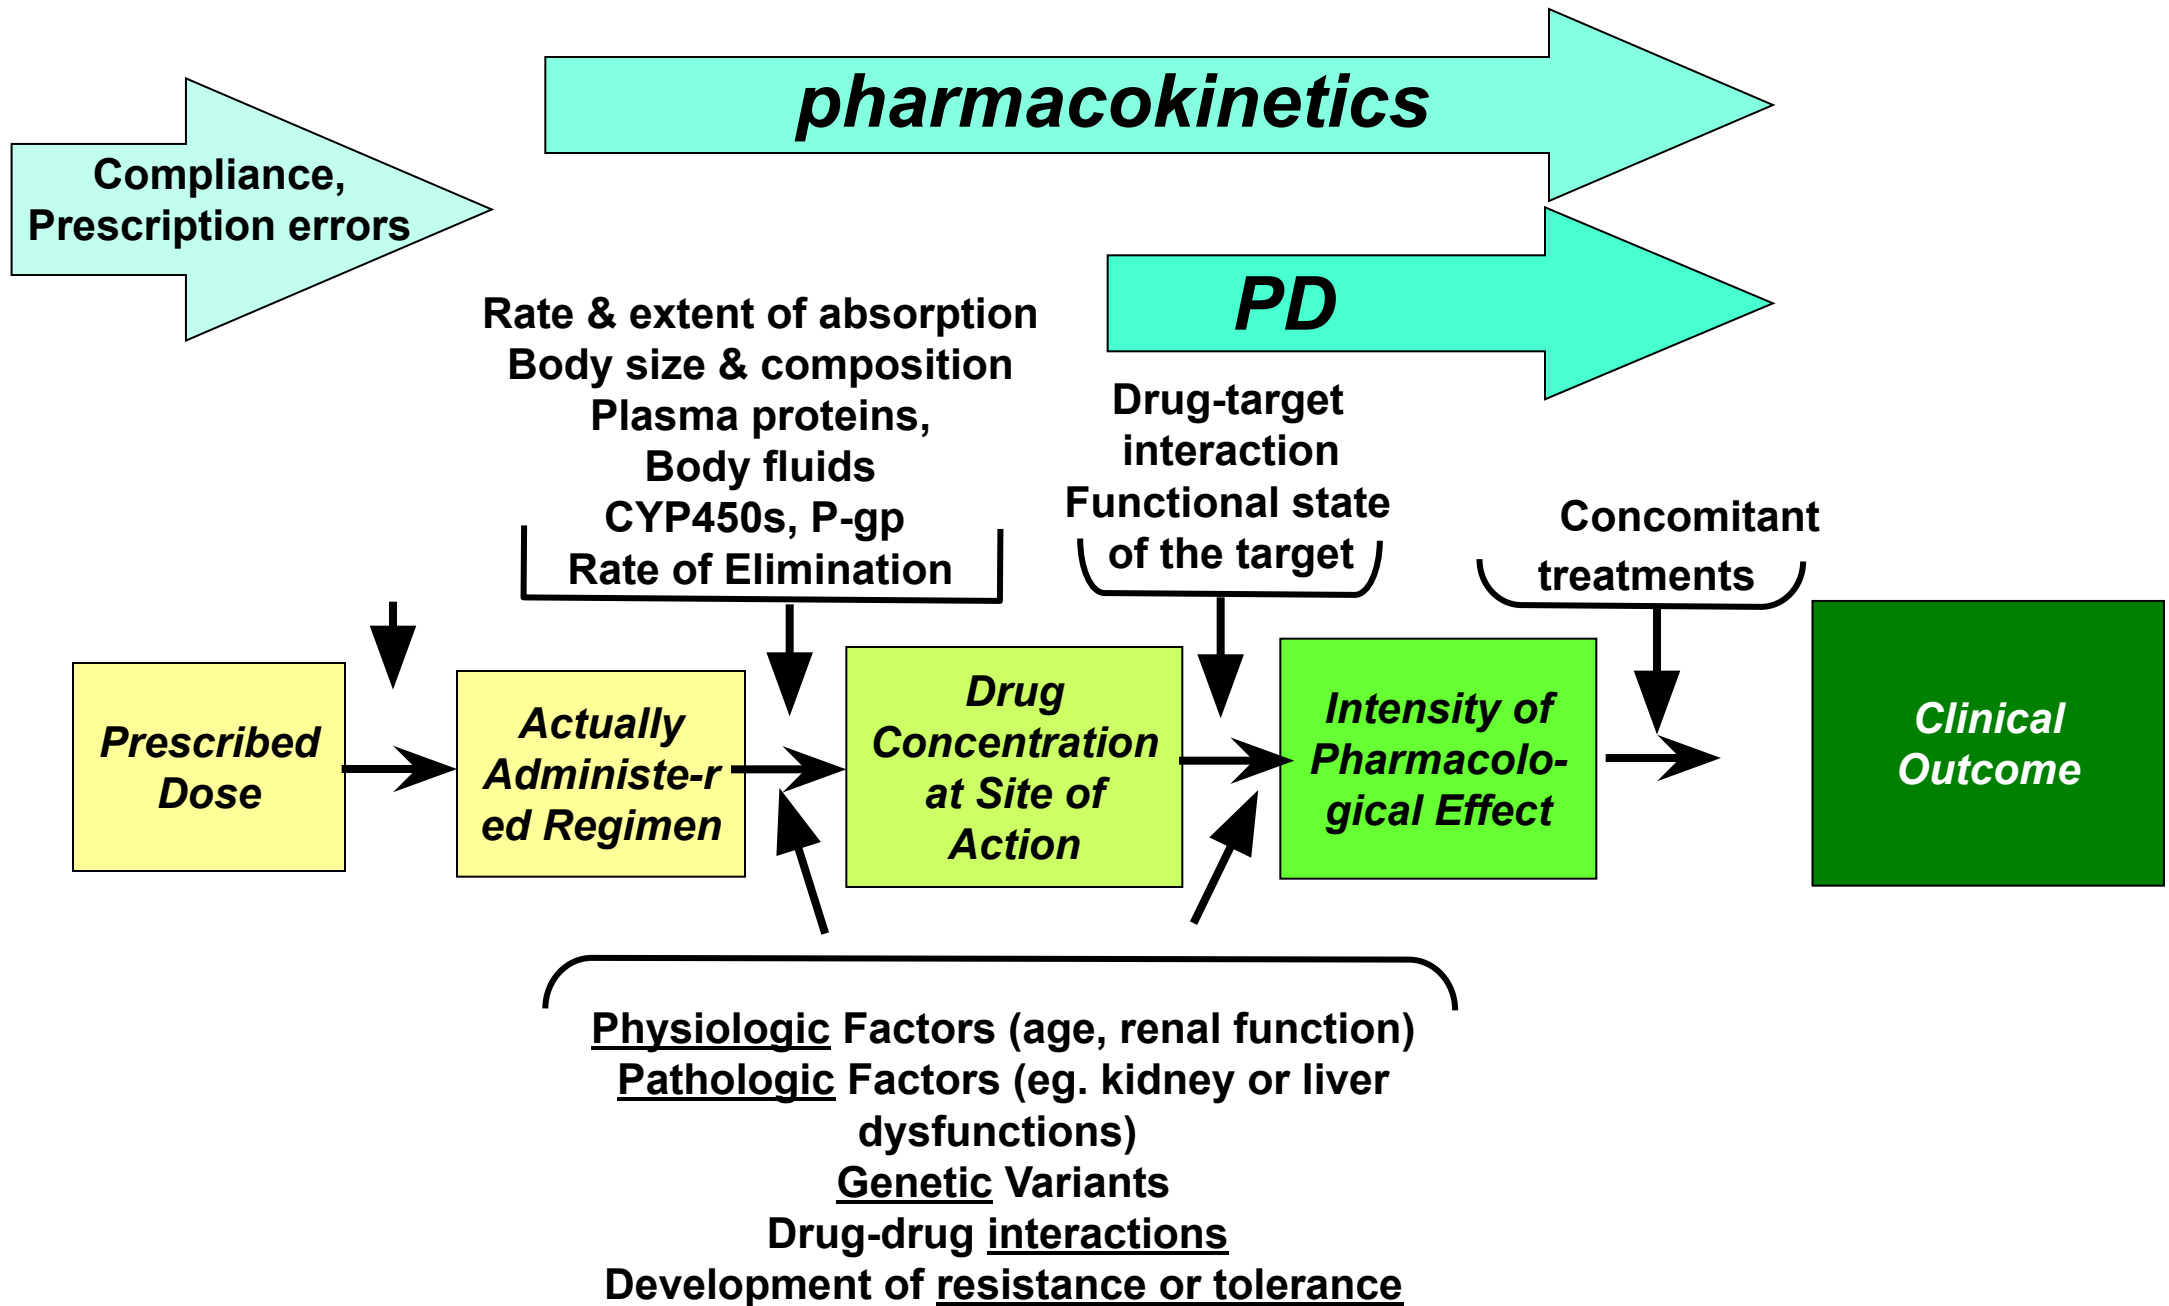 pharmacokinetics
Compliance,
Prescription errors
PD
Rate & extent of absorption
Body size & composition
Plasma proteins,
Body fluids
CYP450s, P-gp
Rate of Elimination
Drug-target
interaction
Functional state
of the target
Concomitant
treatments
Prescribed
Dose
Actually
Administe-r
ed Regimen
Drug
Concentration
at Site of
Action
Intensity of
Pharmacolo-
gical Effect
Clinical
Outcome
Physiologic Factors (age, renal function)
Pathologic Factors (eg. kidney or liver
dysfunctions)
Genetic Variants
Drug-drug interactions
Development of resistance or tolerance